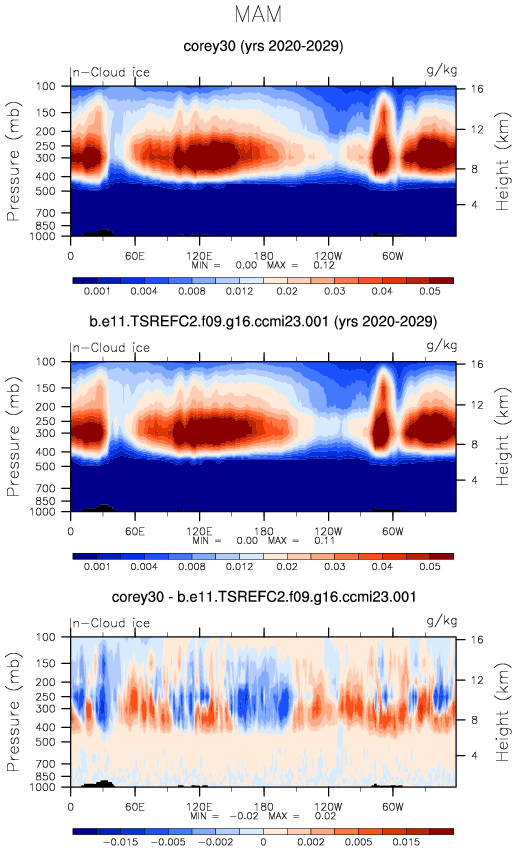 MAM
corey30 (yrs 2020-2029)
n-Cloud ice g/kg
Pressure (mb)
Height (km)
100
150
200
250
300
400
500
700
850
1000
16
12
8
4
0 60E 120E 180 120W 60W
MIN = 0.00 MAX = 0.12
0.001 0.004 0.008 0.012 0.02 0.03 0.04 0.05
b.e11.TSREFC2.f09.g16.ccmi23.001 (yrs 2020-2029)
n-Cloud ice g/kg
Pressure (mb)
Height (km)
100
150
200
250
300
400
500
700
850
1000
16
12
8
4
0 60E 120E 180 120W 60W
MIN = 0.00 MAX = 0.11
0.001 0.004 0.008 0.012 0.02 0.03 0.04 0.05
corey30 - b.e11.TSREFC2.f09.g16.ccmi23.001
n-Cloud ice g/kg
Pressure (mb)
Height (km)
100
150
200
250
300
400
500
700
850
1000
16
12
8
4
0 60E 120E 180 120W 60W
MIN = -0.02 MAX = 0.02
-0.015 -0.005 -0.002 0 0.002 0.005 0.015